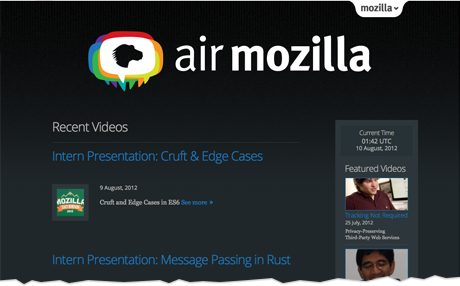 mozilla
air mozilla
Recent Videos
Intern Presentation: Cruft & Edge Cases
MOZILLA
9 August, 2012
Cruft and Edge Cases in ES6 See more »
Intern Presentation: Message Passing in Rust
Current Time
01:42 UTC
10 August, 2012
Featured Videos
Tracking Not Required
25 July, 2012
Privacy-Preserving
Third-Party Web Services